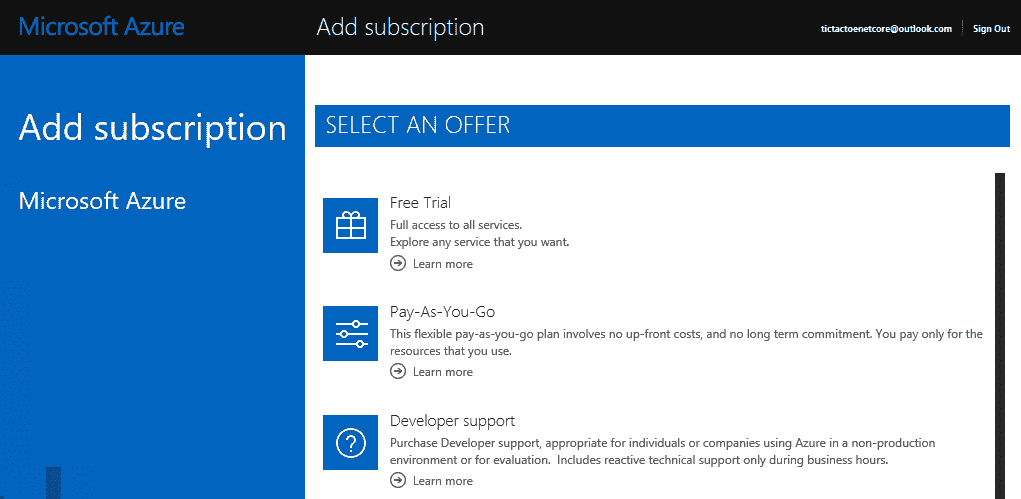 Microsoft Azure
Add subscription
tictactoenetcore@outlook.com
Sign Out
Add subscription
Microsoft Azure
SELECT AN OFFER
Free Trial
Full access to all services.
Explore any service that you want.
Learn more
Pay-As-You-Go
This flexible pay-as-you-go plan involves no up-front costs, and no long term commitment. You pay only for the
resources that you use.
Learn more
?
Developer support
Purchase Developer support, appropriate for individuals or companies using Azure in a non-production
environment or for evaluation.  Includes reactive technical support only during business hours.
Learn more